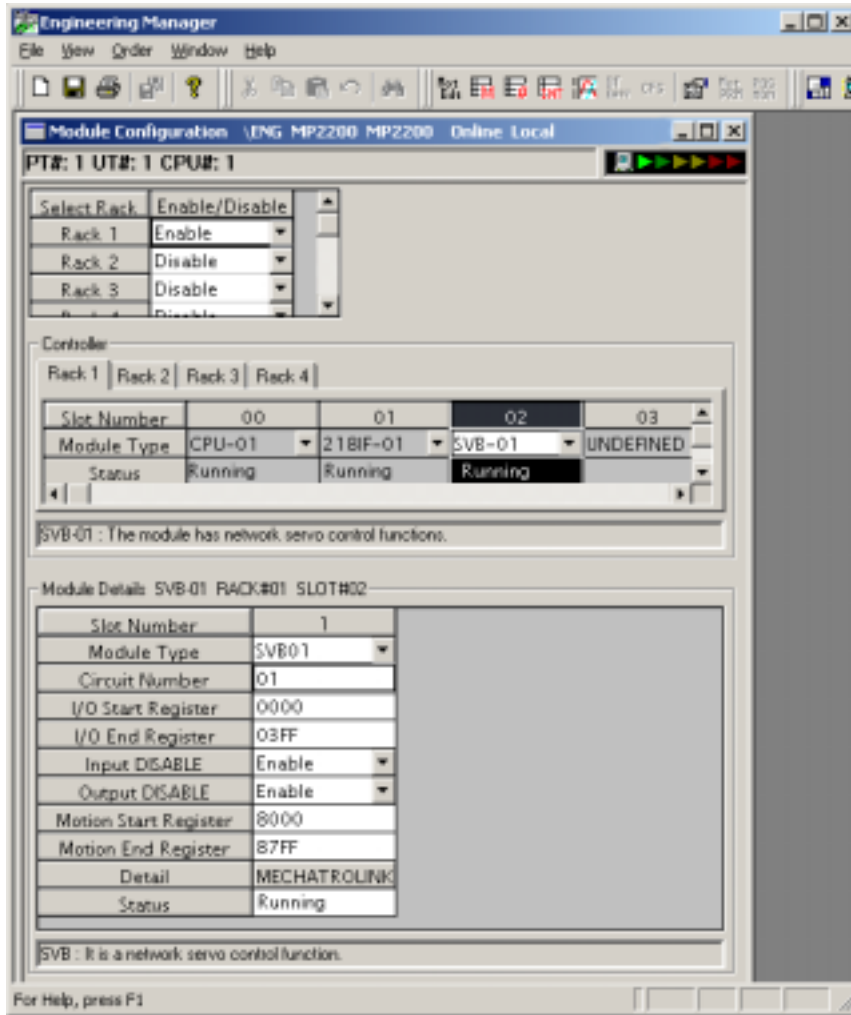 Engineering Manager
File View Order Window Help
Module Configuration \ENG MP2200 MP2200 Online Local
PT#: 1 UT#: 1 CPU#: 1
Select Rack Enable/Disable
Rack 1 Enable
Rack 2 Disable
Rack 3 Disable
Controller
Rack 1 Rack 2 Rack 3 Rack 4
Slot Number 00 01 02 03
Module Type CPU-01 218IF-01 SVB-01 UNDEFINED
Status Running Running Running
SVB-01 : The module has network servo control functions.
Module Details SVB-01 RACK#01 SLOT#02
Slot Number 1
Module Type SVB01
Circuit Number 01
I/O Start Register 0000
I/O End Register 03FF
Input DISABLE Enable
Output DISABLE Enable
Motion Start Register 8000
Motion End Register 87FF
Detail MECHATROLINK
Status Running
SVB : It is a network servo control function.
For Help, press F1